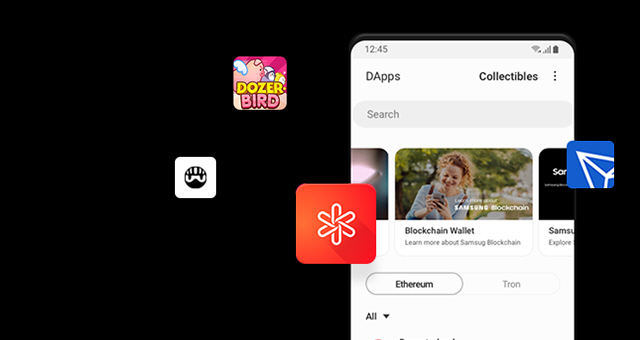 12:45
DApps
Collectibles
Search
DOZER
BIRD
Learn more about
SAMSUNG Blockchain
Blockchain Wallet
Learn more about Samsug Blockchain
Samsu
Explore
Ethereum
Tron
All